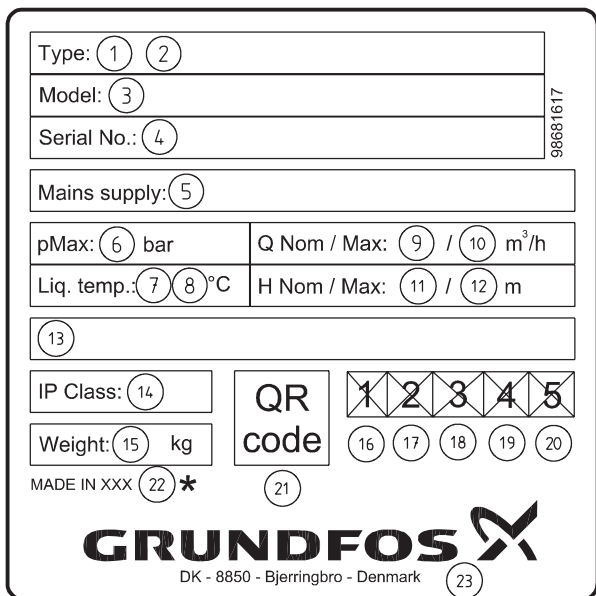 Type: 1 2
Model: 3
Serial No.: 4
98681617
Mains supply: 5
pMax: 6 bar
Q Nom / Max: 9 / 10 m³/h
Liq. temp.: 7 8 °C
H Nom / Max: 11 / 12 m
13
IP Class: 14
QR code
1 2 3 4 5
Weight: 15 kg
16 17 18 19 20
MADE IN XXX 22 *
21
GRUNDFOS
DK - 8850 - Bjerringbro - Denmark 23